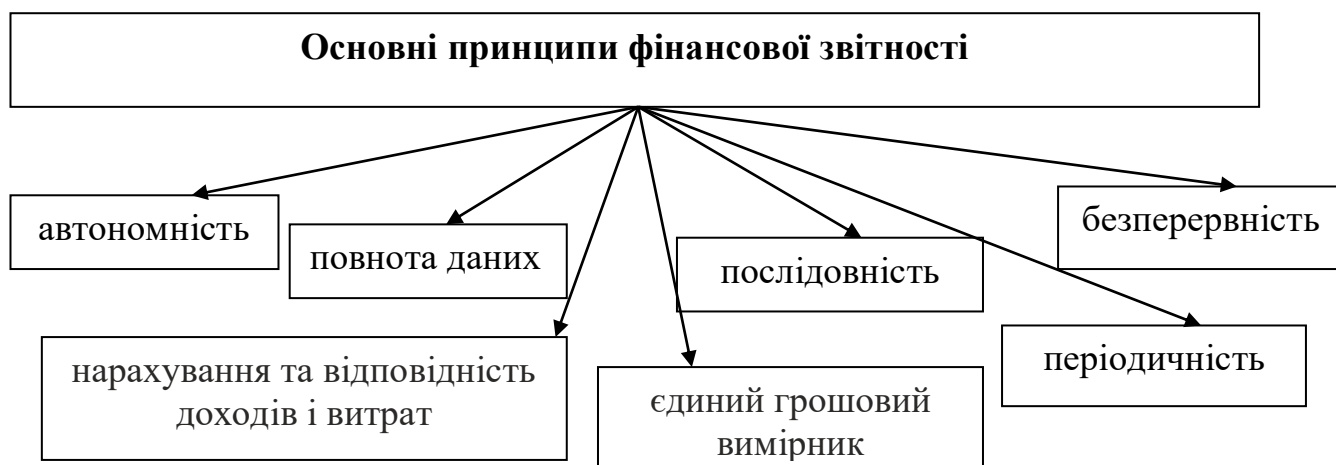 Основні принципи фінансової звітності
автономність
повнота даних
послідовність
безперервність
нарахування та відповідність
доходів і витрат
єдиний грошовий
вимірник
періодичність